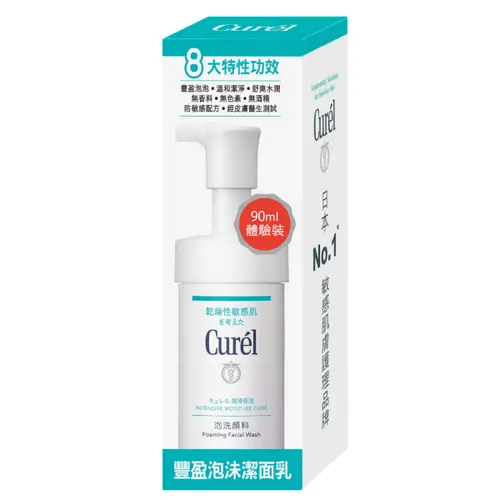 8大特性功效
豐盈泡泡•溫和潔淨•舒爽水潤
無香料•無色素•無酒精
防敏感配方•經皮膚醫生測試
90ml
體驗裝
乾燥性敏感肌
を考えた
Curél
キュレル 潤浸保湿
INTENSIVE MOISTURE CARE
泡洗顔料
Foaming Facial Wash
豐盈泡沫潔面乳
Curél
日本No.1*敏感肌膚護理品牌